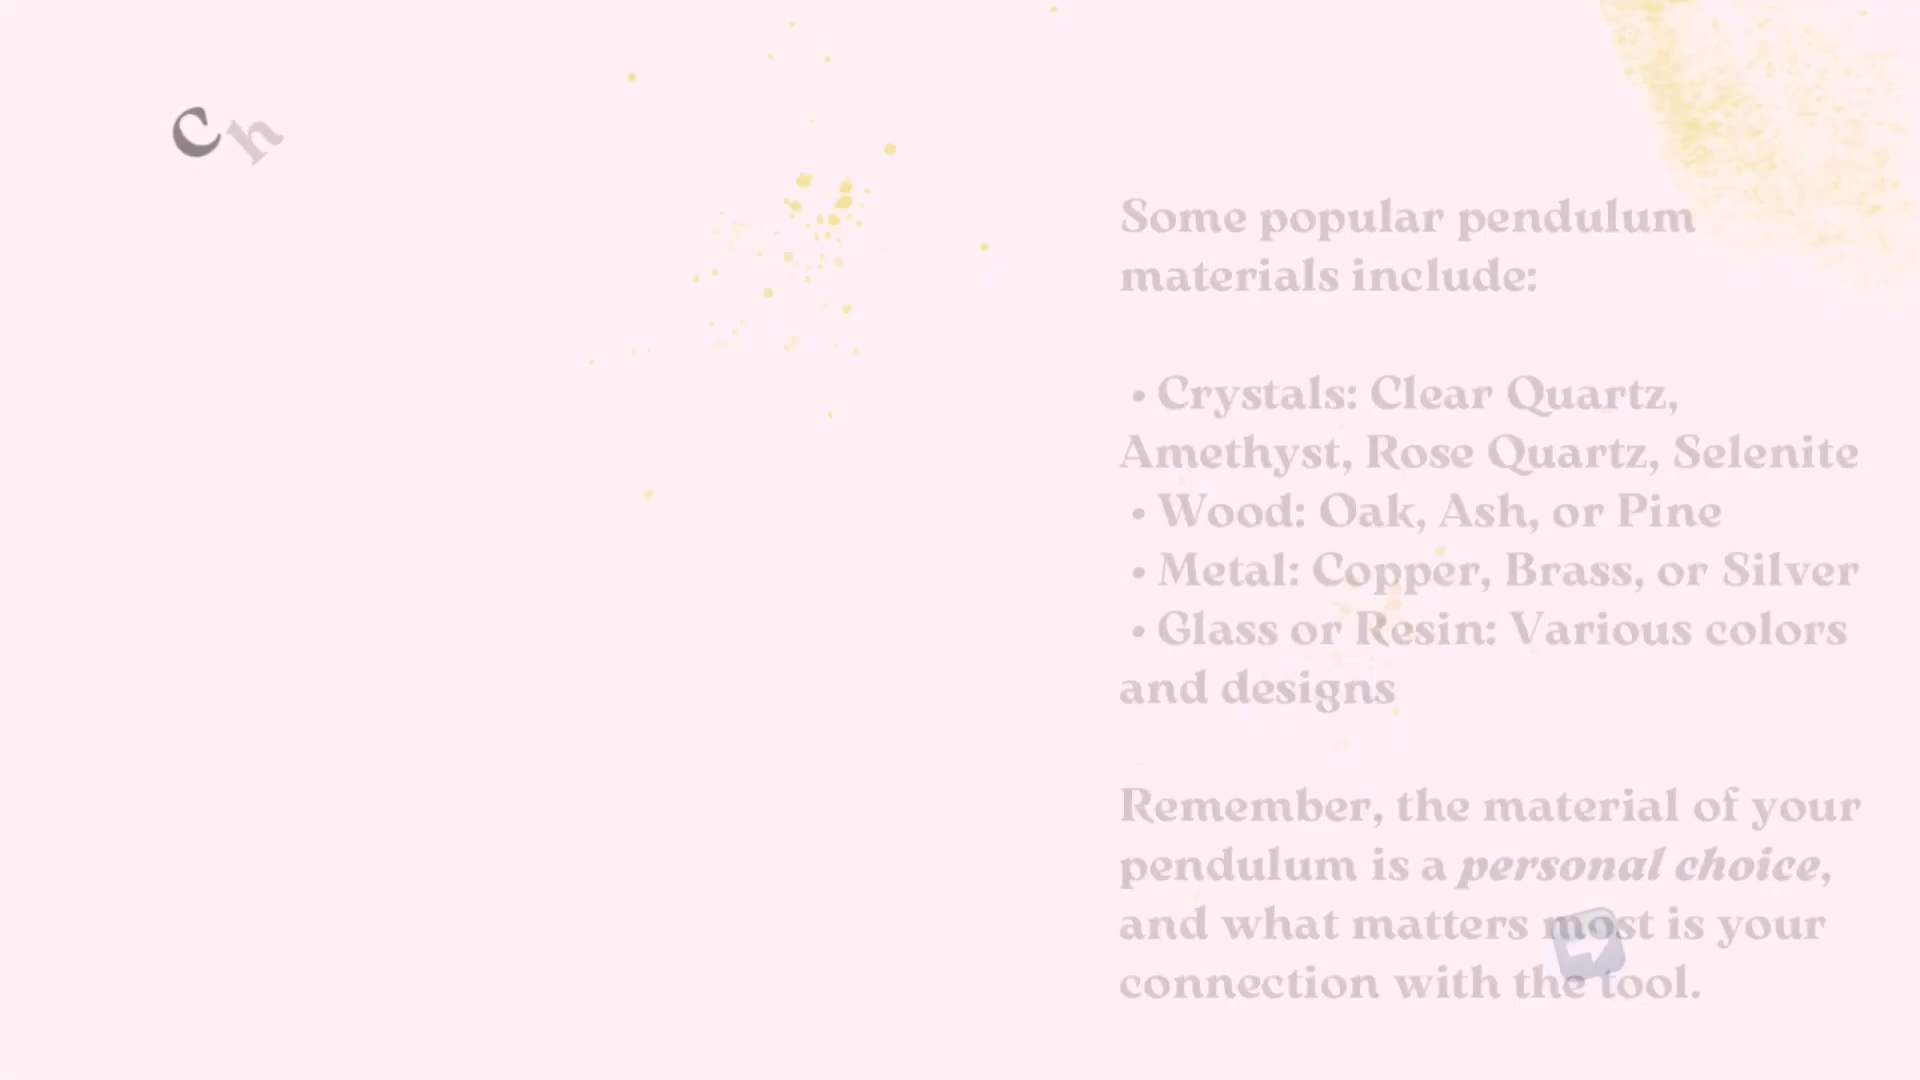 Ch
Some popular pendulum
materials include:
• Crystals: Clear Quartz,
Amethyst, Rose Quartz, Selenite
• Wood: Oak, Ash, or Pine
• Metal: Copper, Brass, or Silver
• Glass or Resin: Various colors
and designs
Remember, the material of your
pendulum is a personal choice,
and what matters most is your
connection with the tool.